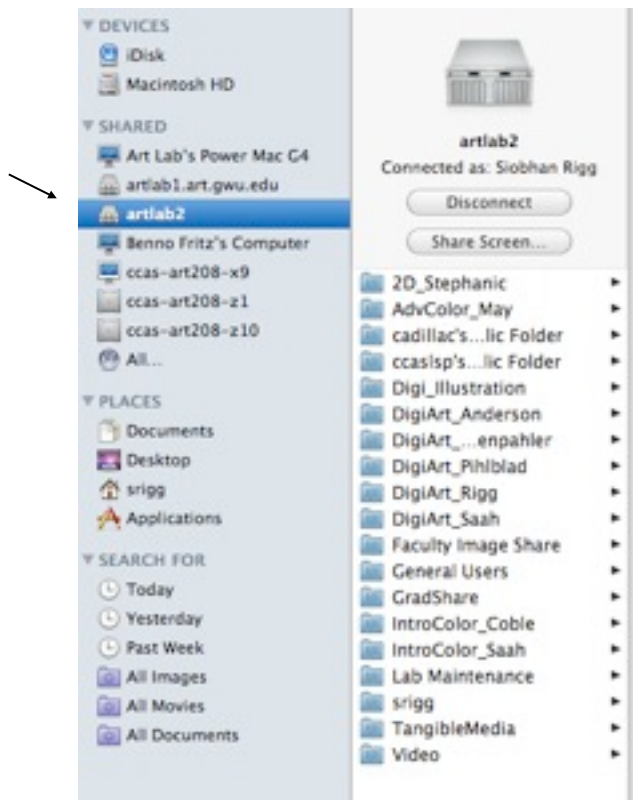 DEVICES
iDisk
Macintosh HD
SHARED
Art Lab's Power Mac G4
artlab1.art.gwu.edu
artlab2
Benno Fritz's Computer
ccas-art208-x9
ccas-art208-z1
ccas-art208-z10
All...
PLACES
Documents
Desktop
srigg
Applications
SEARCH FOR
Today
Yesterday
Past Week
All Images
All Movies
All Documents
artlab2
Connected as: Siobhan Rigg
Disconnect
Share Screen...
2D_Stephanic
AdvColor_May
cadillac's...lic Folder
ccaslsp's...lic Folder
Digi_Illustration
DigiArt_Anderson
DigiArt_...enpahler
DigiArt_Pihlblad
DigiArt_Rigg
DigiArt_Saah
Faculty Image Share
General Users
GradShare
IntroColor_Coble
IntroColor_Saah
Lab Maintenance
srigg
TangibleMedia
Video